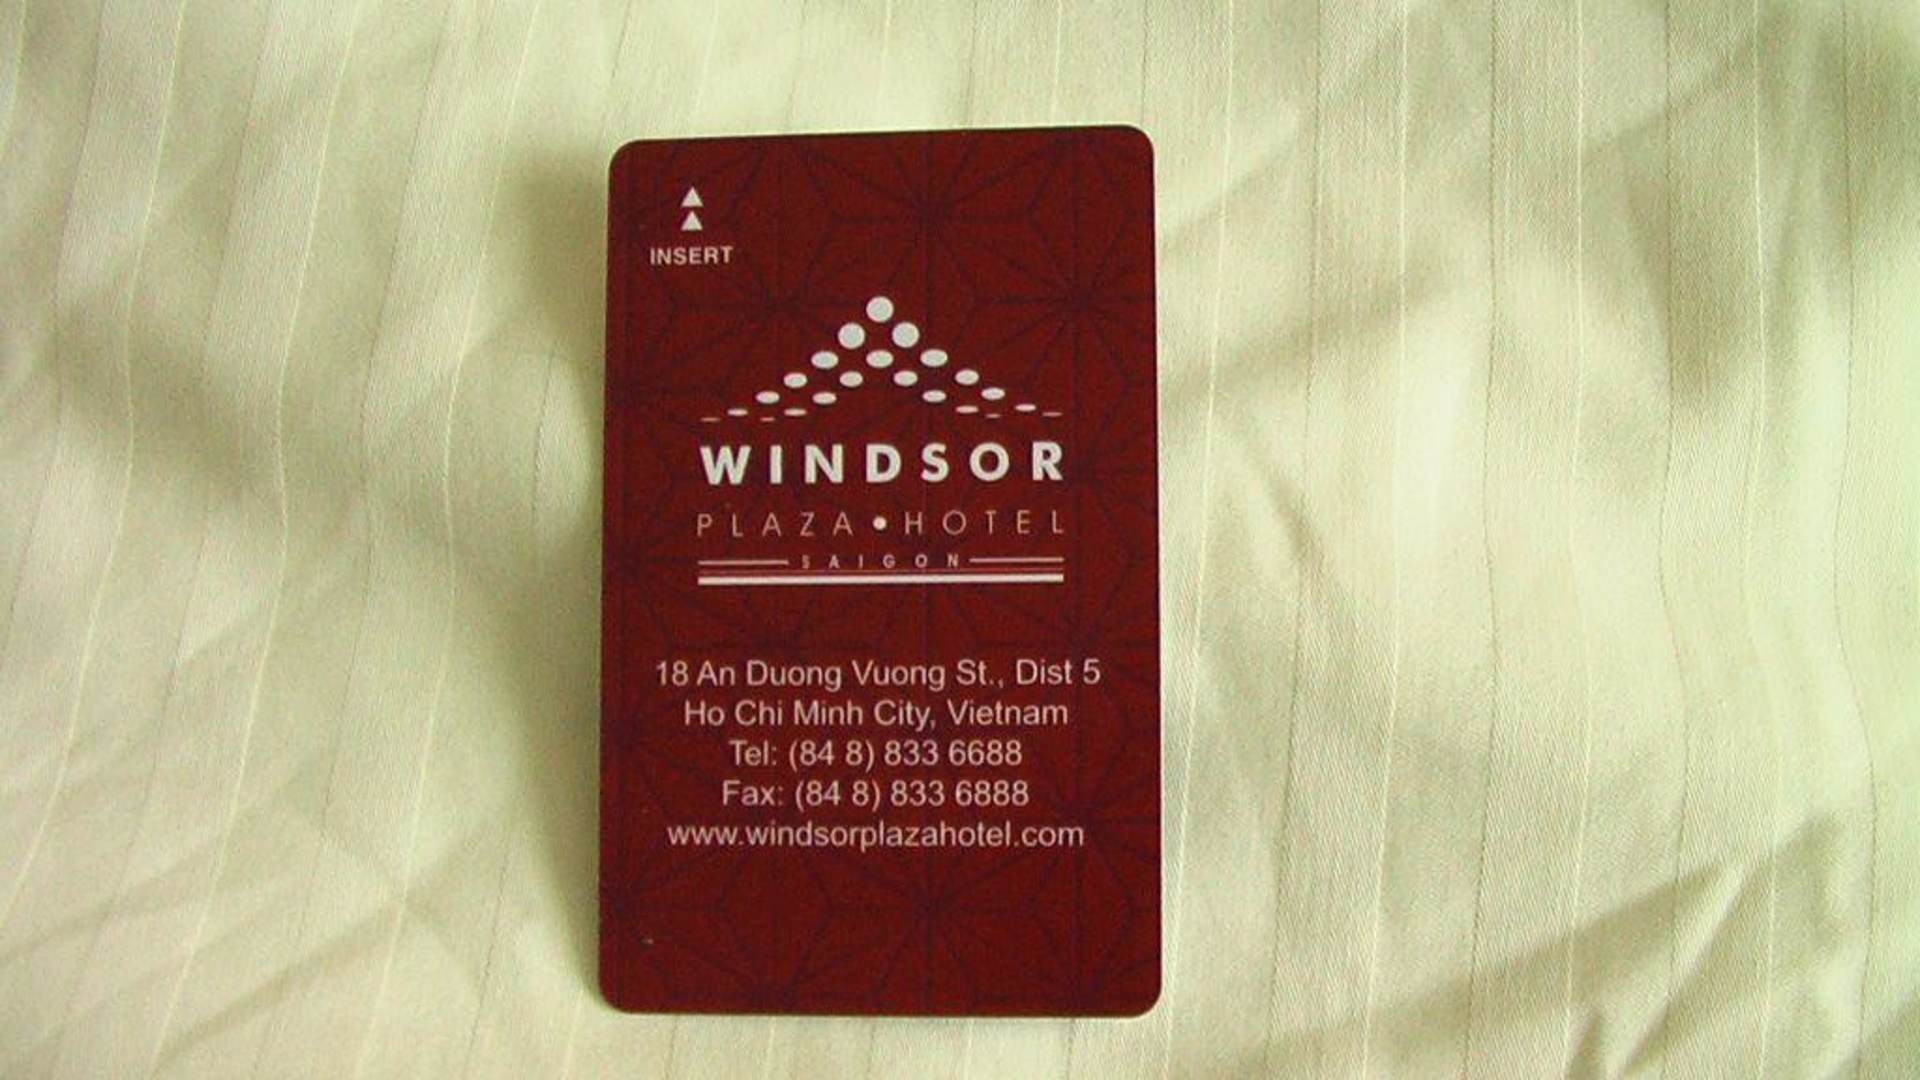 INSERT
WINDSOR
PLAZA • HOTEL
SAIGON
18 An Duong Vuong St., Dist 5
Ho Chi Minh City, Vietnam
Tel: (84 8) 833 6688
Fax: (84 8) 833 6888
www.windsorplazahotel.com